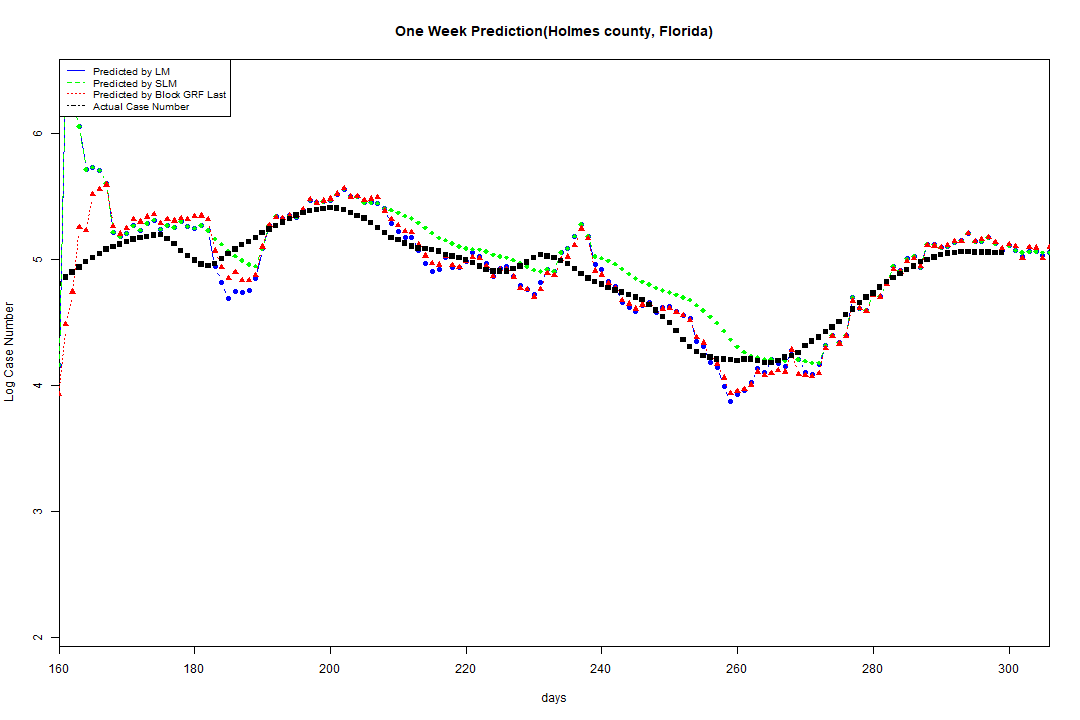 One Week Prediction(Holmes county, Florida)
Predicted by LM
Predicted by SLM
Predicted by Block GRF Last
Actual Case Number
6
5
4
3
2
Log Case Number
160 180 200 220 240 260 280 300
days